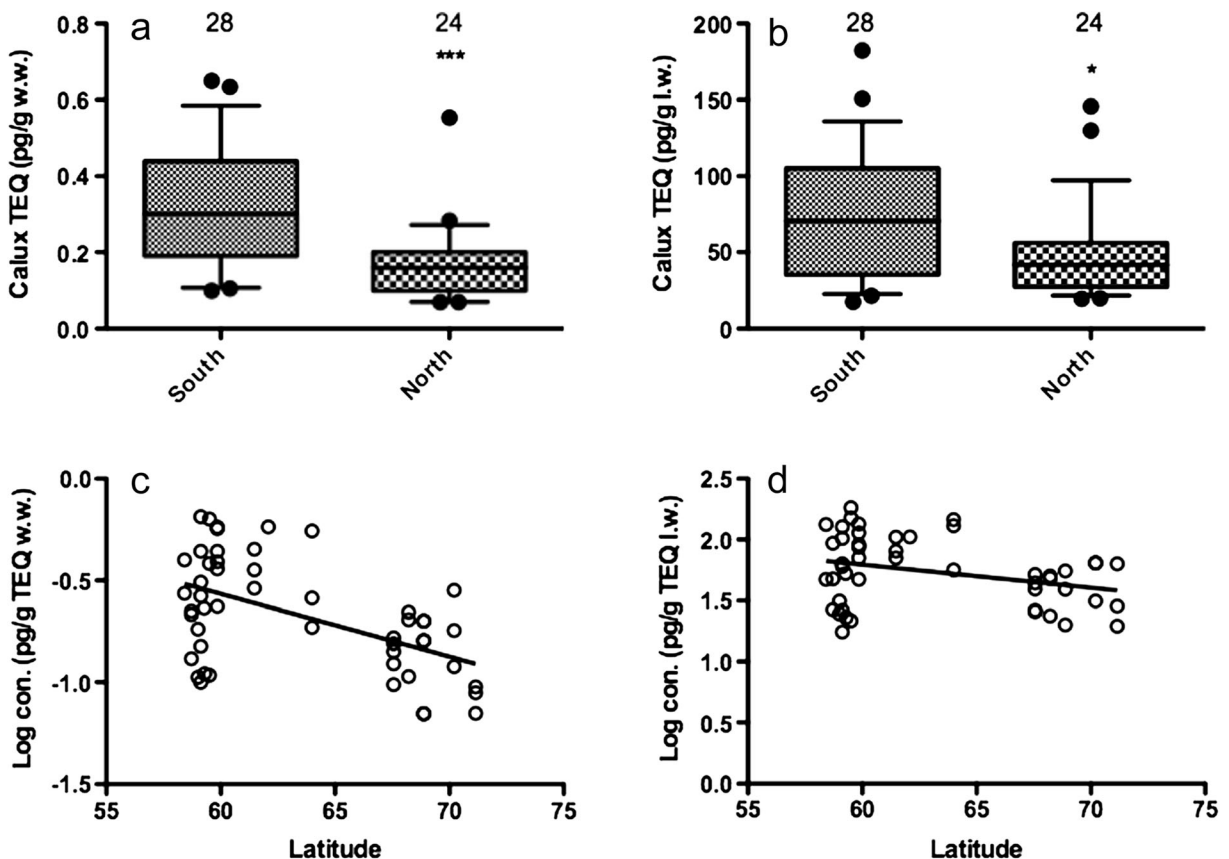 a
28
24
***
0.8
0.6
0.4
0.2
0.0
Calux TEQ (pg/g w.w.)
South
North
b
28
24
*
200
150
100
50
0
Calux TEQ (pg/g l.w.)
South
North
c
0.0
-0.5
-1.0
-1.5
Log con. (pg/g TEQ w.w.)
55
60
65
70
75
Latitude
d
2.5
2.0
1.5
1.0
0.5
0.0
Log con. (pg/g TEQ l.w.)
55
60
65
70
75
Latitude